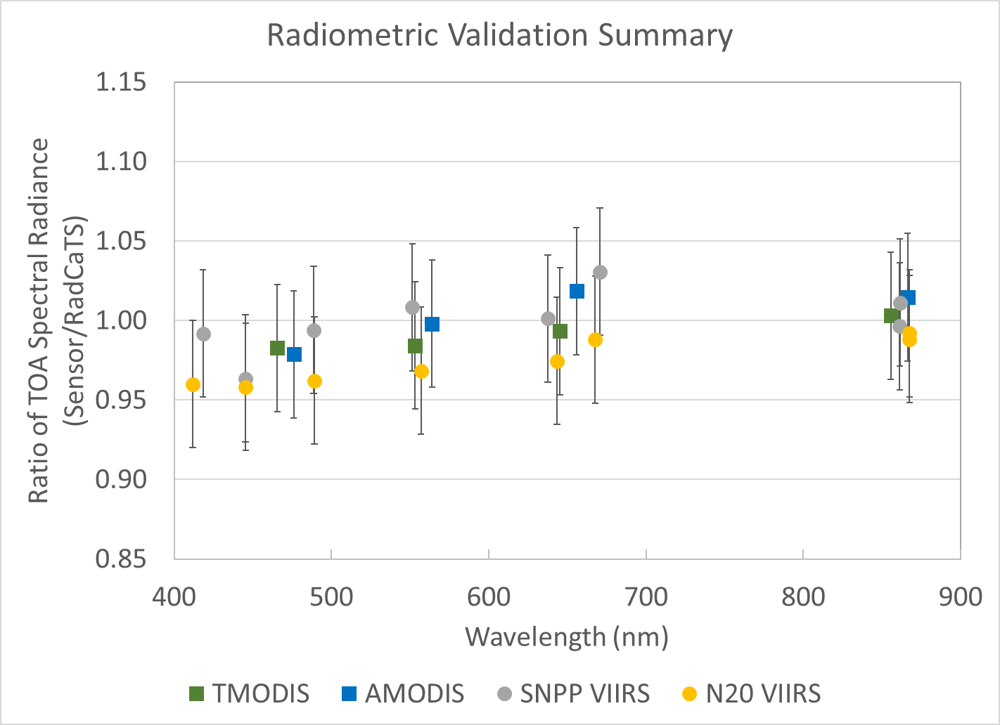 Radiometric Validation Summary
Ratio of TOA Spectral Radiance
(Sensor/RadCaTS)
1.15
1.10
1.05
1.00
0.95
0.90
0.85
400 500 600 700 800 900
Wavelength (nm)
TMODIS AMODIS SNPP VIIRS N20 VIIRS